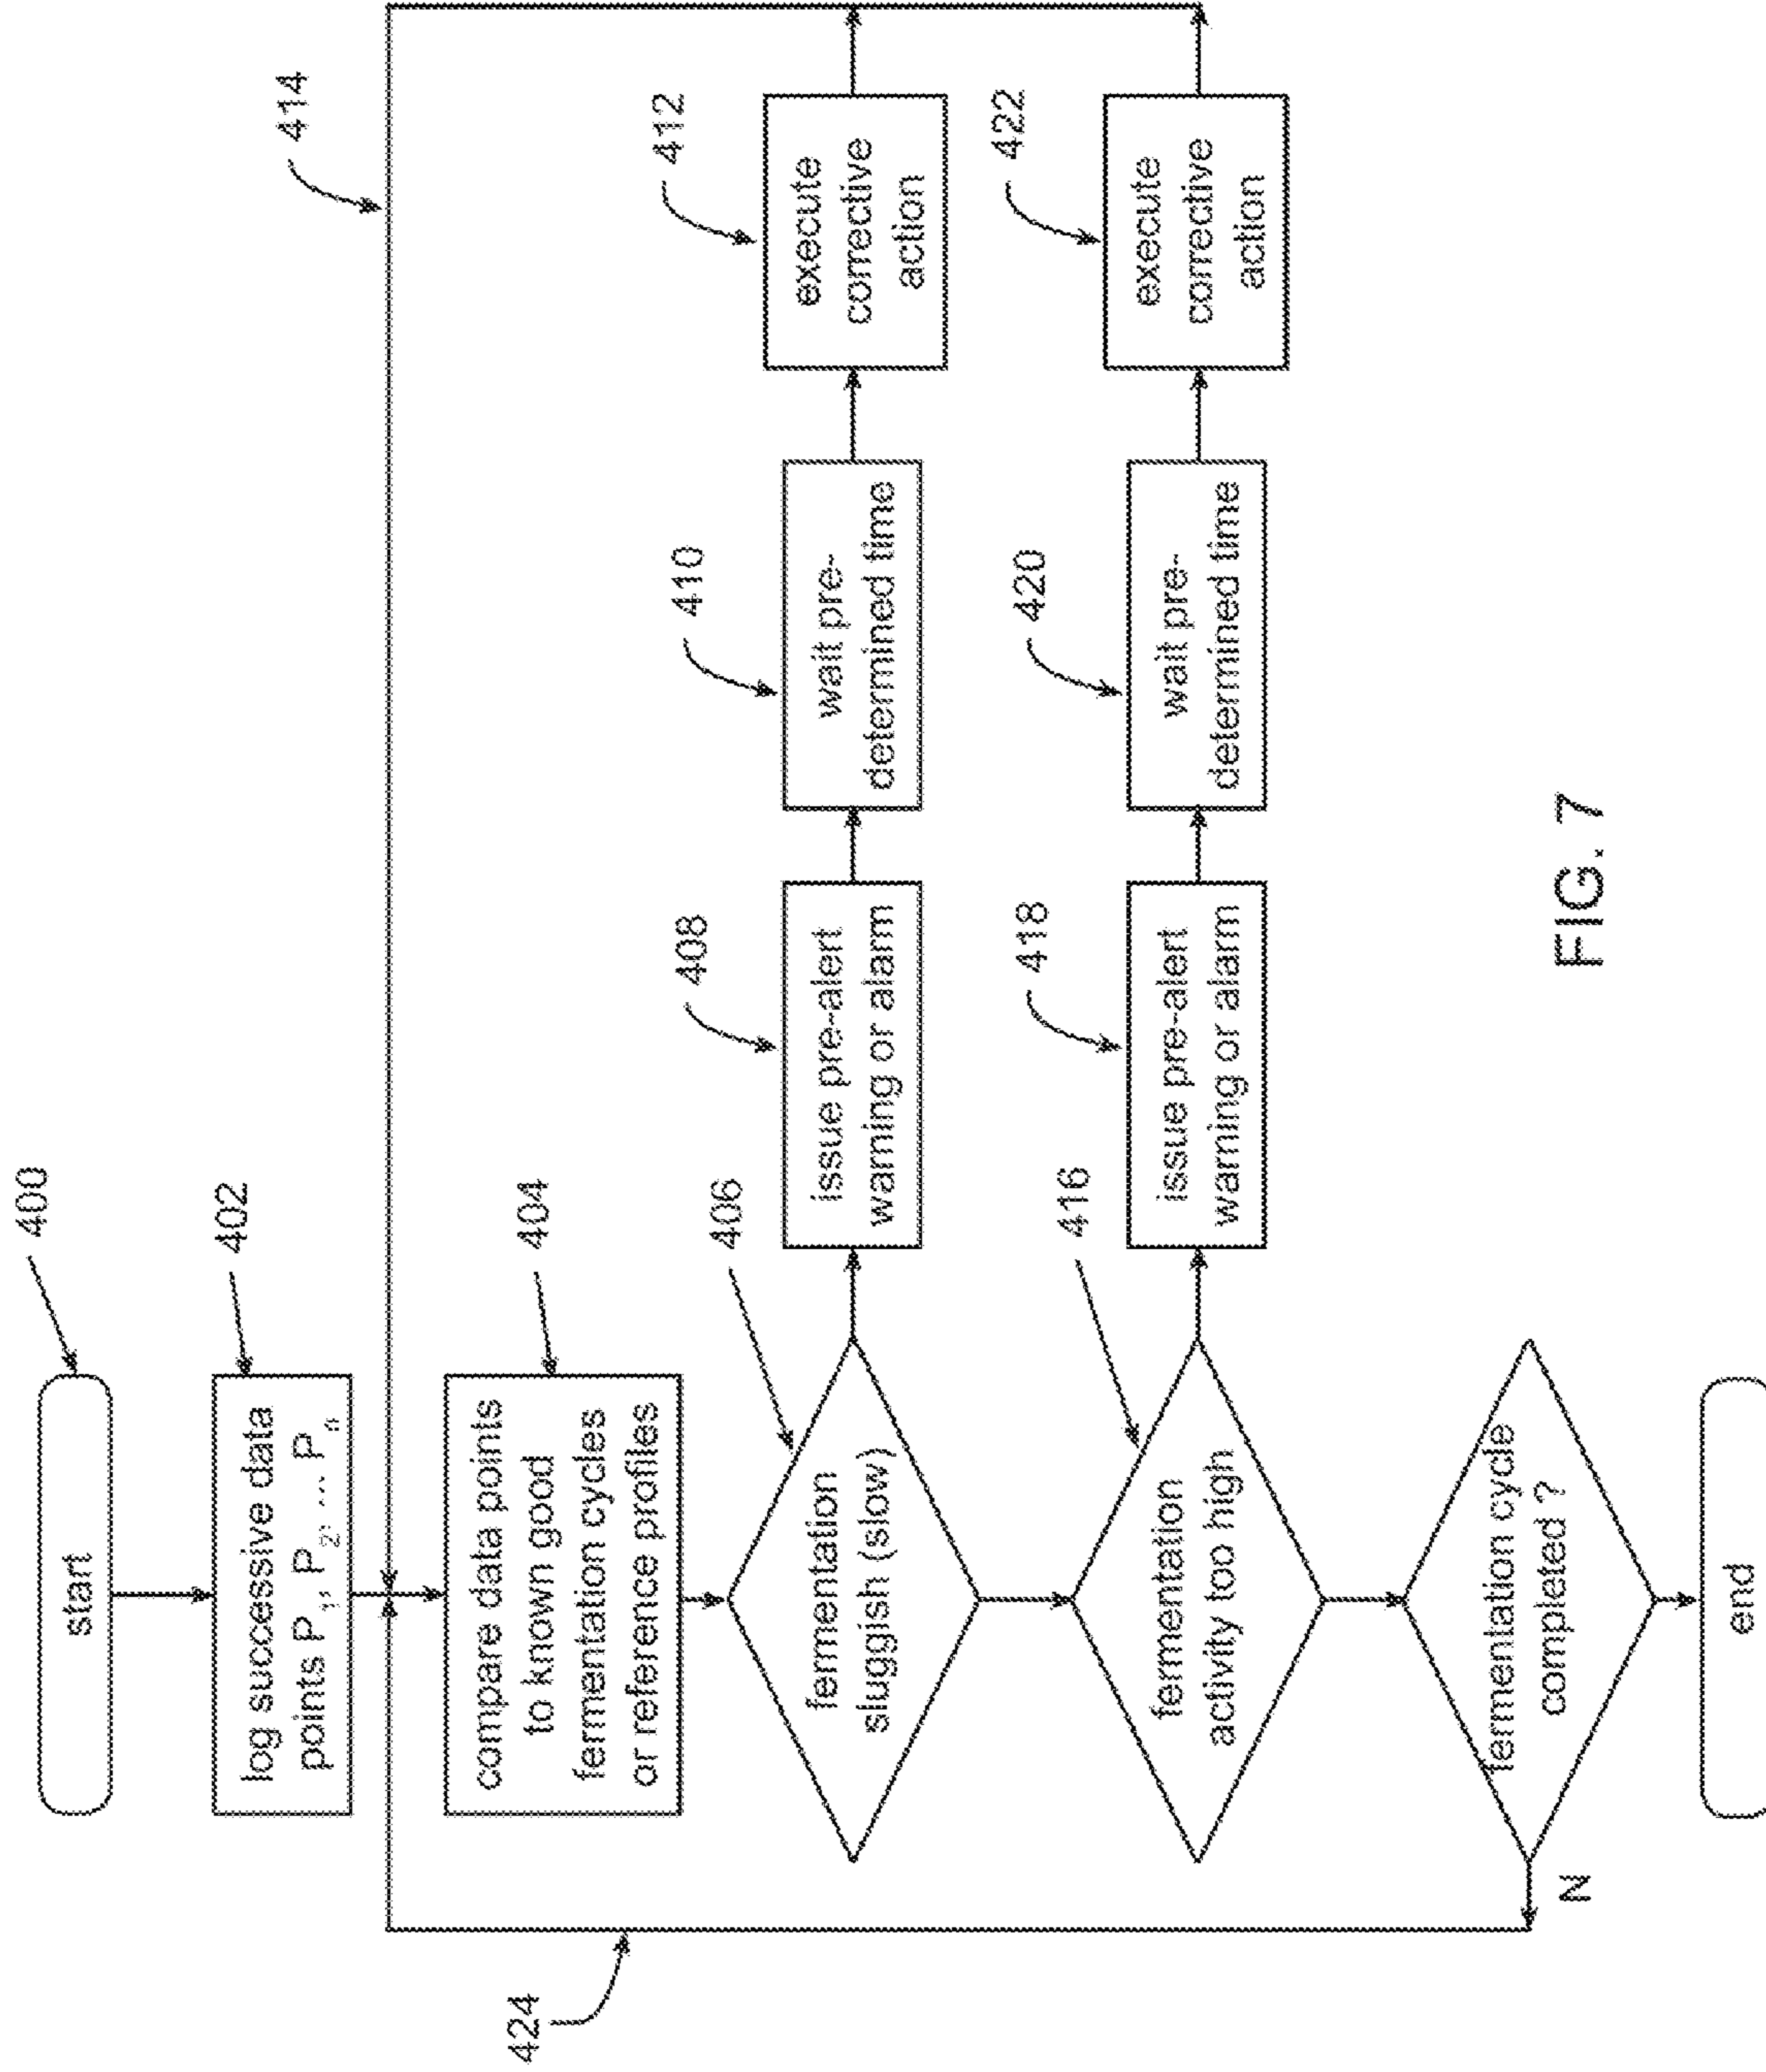 400
start
402
log successive data
points P1, P2, ... Pn
414
404
compare data points
to known good
fermentation cycles
or reference profiles
406
fermentation
sluggish (slow)
408
issue pre-alert
warning or alarm
410
wait pre-
determined time
412
execute
corrective
action
416
fermentation
activity too high
418
issue pre-alert
warning or alarm
420
wait pre-
determined time
422
execute
corrective
action
424
fermentation cycle
completed ?
N
end
FIG. 7